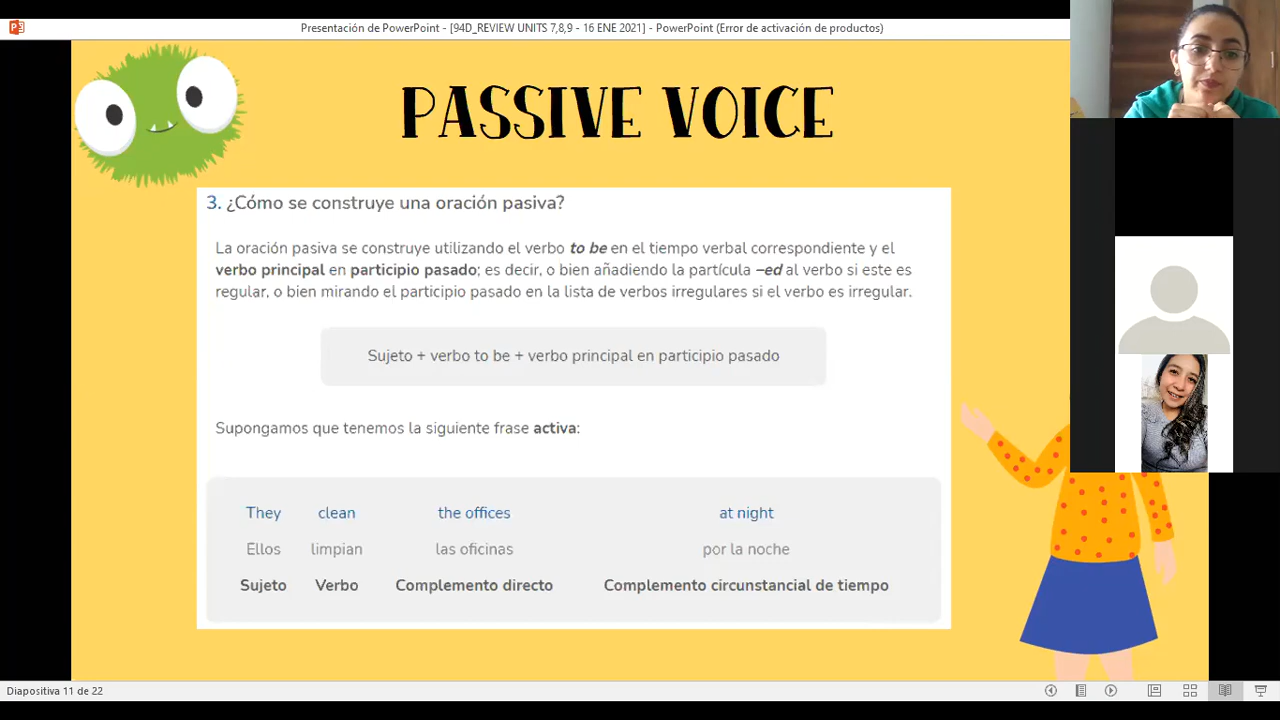 Presentación de PowerPoint - [94D_REVIEW UNITS 7,8,9 - 16 ENE 2021] - PowerPoint (Error de activación de productos)
PASSIVE VOICE
3. ¿Cómo se construye una oración pasiva?
La oración pasiva se construye utilizando el verbo to be en el tiempo verbal correspondiente y el
verbo principal en participio pasado; es decir, o bien añadiendo la partícula –ed al verbo si este es
regular, o bien mirando el participio pasado en la lista de verbos irregulares si el verbo es irregular.
Sujeto + verbo to be + verbo principal en participio pasado
Supongamos que tenemos la siguiente frase activa:
They clean the offices at night
Ellos limpian las oficinas por la noche
Sujeto Verbo Complemento directo Complemento circunstancial de tiempo
Diapositiva 11 de 22